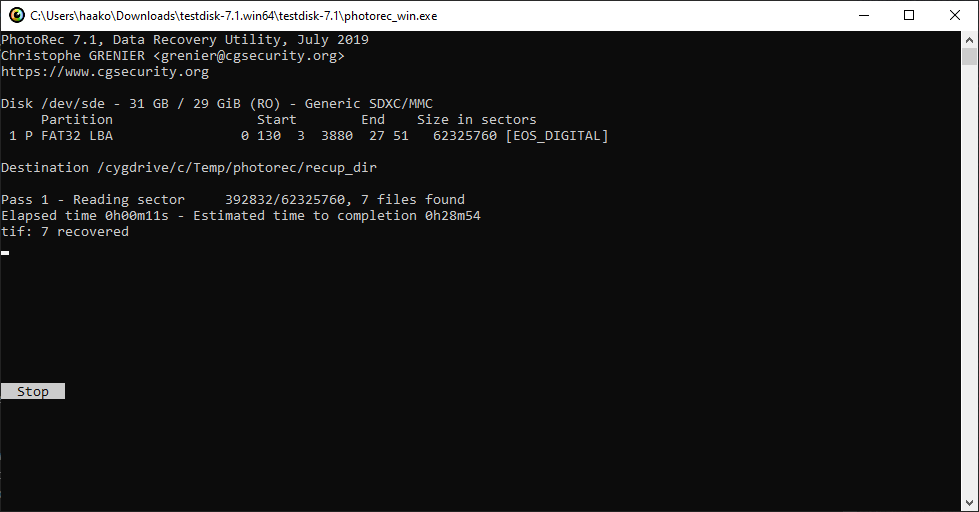 C:\Users\haako\Downloads\testdisk-7.1.win64\testdisk-7.1\photorec_win.exe
PhotoRec 7.1, Data Recovery Utility, July 2019
Christophe GRENIER <grenier@cgsecurity.org>
https://www.cgsecurity.org
Disk /dev/sde - 31 GB / 29 GiB (RO) - Generic SDXC/MMC
Partition Start End Size in sectors
1 P FAT32 LBA 0 130 3 3880 27 51 62325760 [EOS_DIGITAL]
Destination /cygdrive/c/Temp/photorec/recup_dir
Pass 1 - Reading sector 392832/62325760, 7 files found
Elapsed time 0h00m11s - Estimated time to completion 0h28m54
tif: 7 recovered
Stop